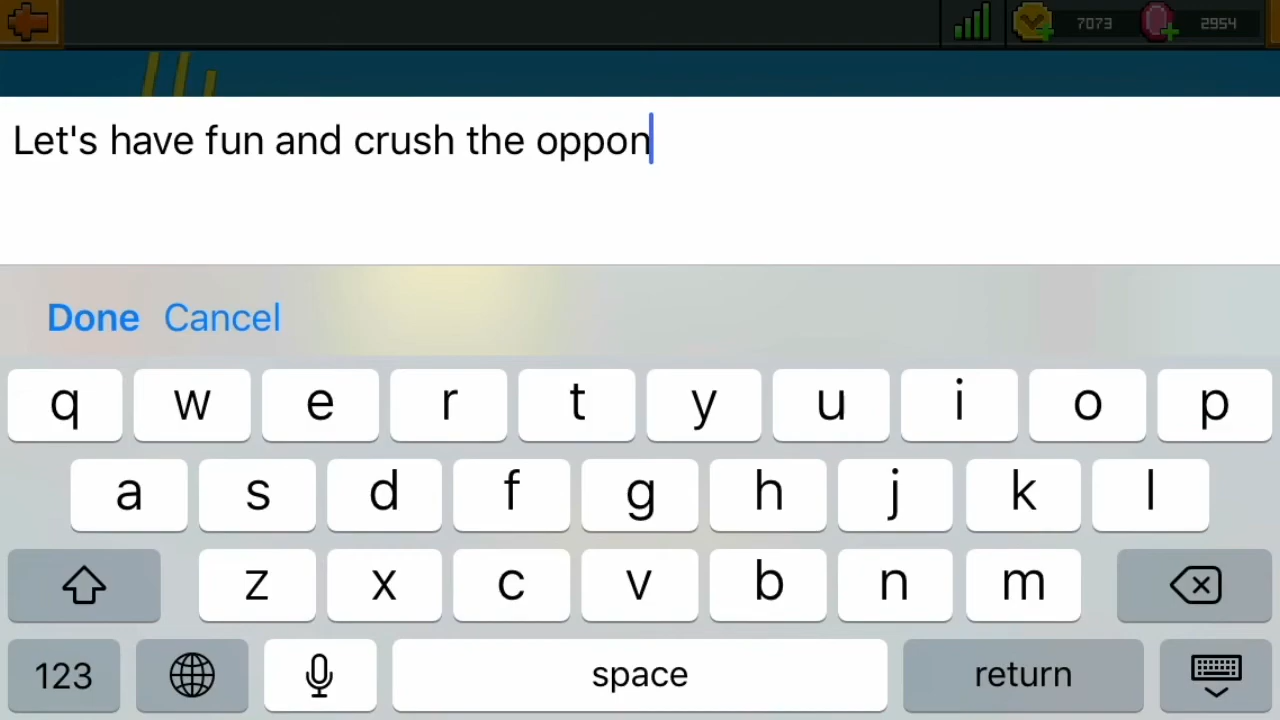 7073 2954
Let's have fun and crush the oppon
Done Cancel
q w e r t y u i o p
a s d f g h j k l
z x c v b n m
123 space return